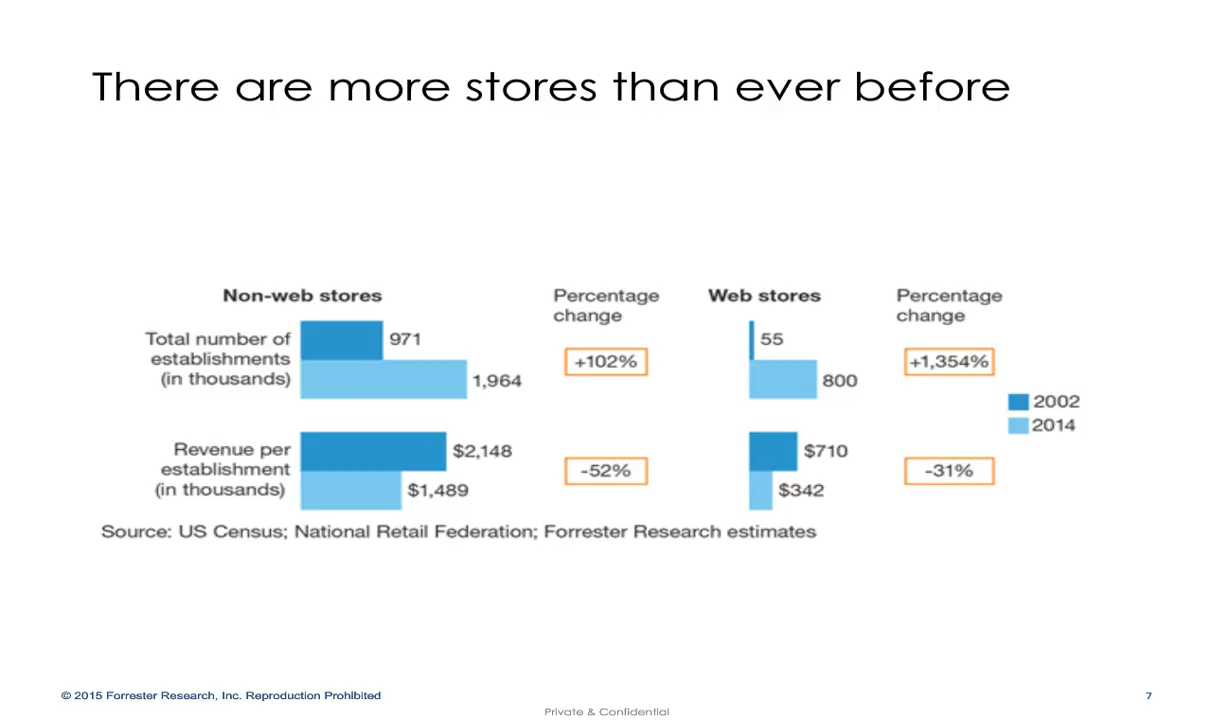 There are more stores than ever before
Non-web stores
Percentage
change
Web stores
Percentage
change
Total number of
establishments
(in thousands)
971
1,964
+102%
55
800
+1,354%
2002
2014
Revenue per
establishment
(in thousands)
$2,148
$1,489
-52%
$710
$342
-31%
Source: US Census; National Retail Federation; Forrester Research estimates
© 2015 Forrester Research, Inc. Reproduction Prohibited
7
Private & Confidential